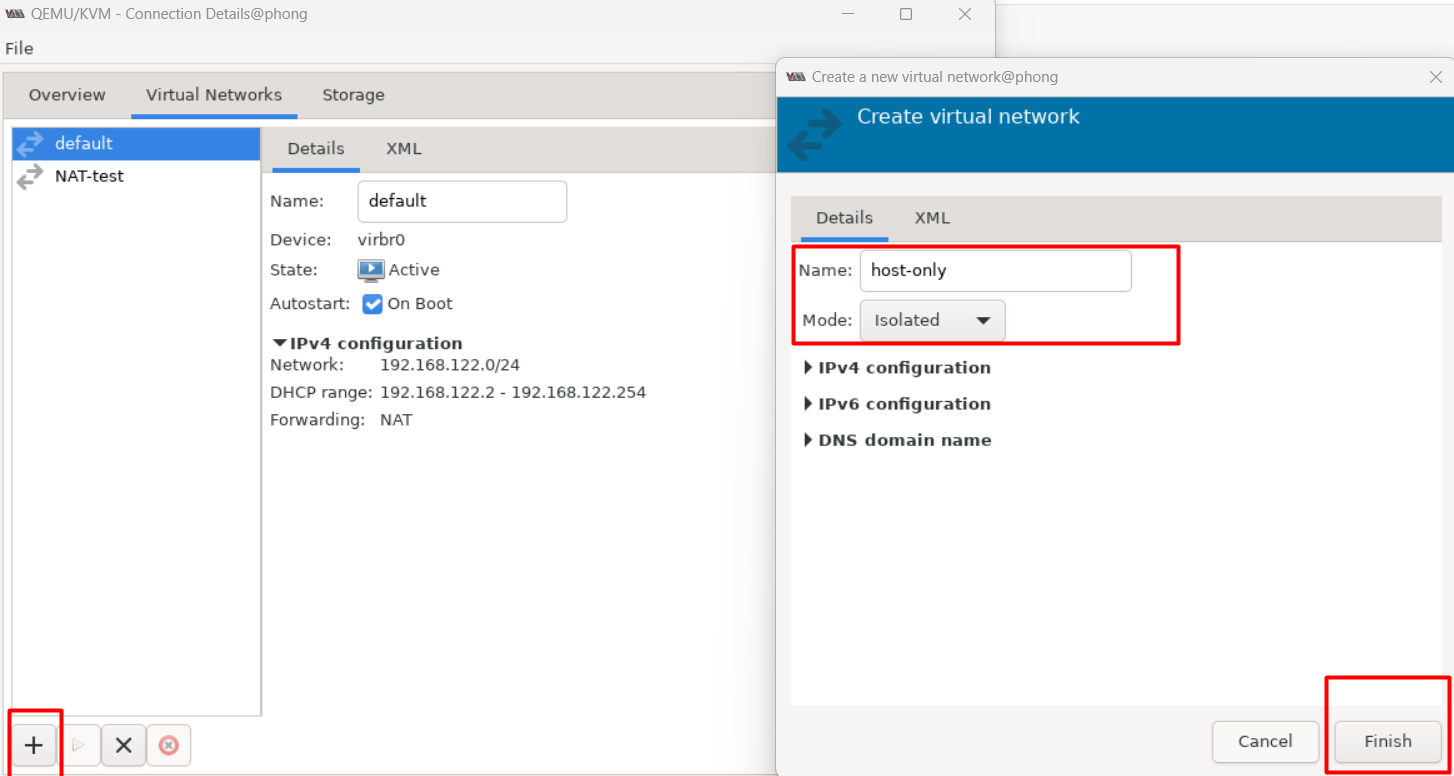 QEMU/KVM - Connection Details@phong
File
Overview Virtual Networks Storage
default
NAT-test
Details XML
Name: default
Device: virbr0
State: Active
Autostart: On Boot
IPv4 configuration
Network: 192.168.122.0/24
DHCP range: 192.168.122.2 - 192.168.122.254
Forwarding: NAT
Create a new virtual network@phong
Create virtual network
Details XML
Name: host-only
Mode: Isolated
IPv4 configuration
IPv6 configuration
DNS domain name
Cancel Finish